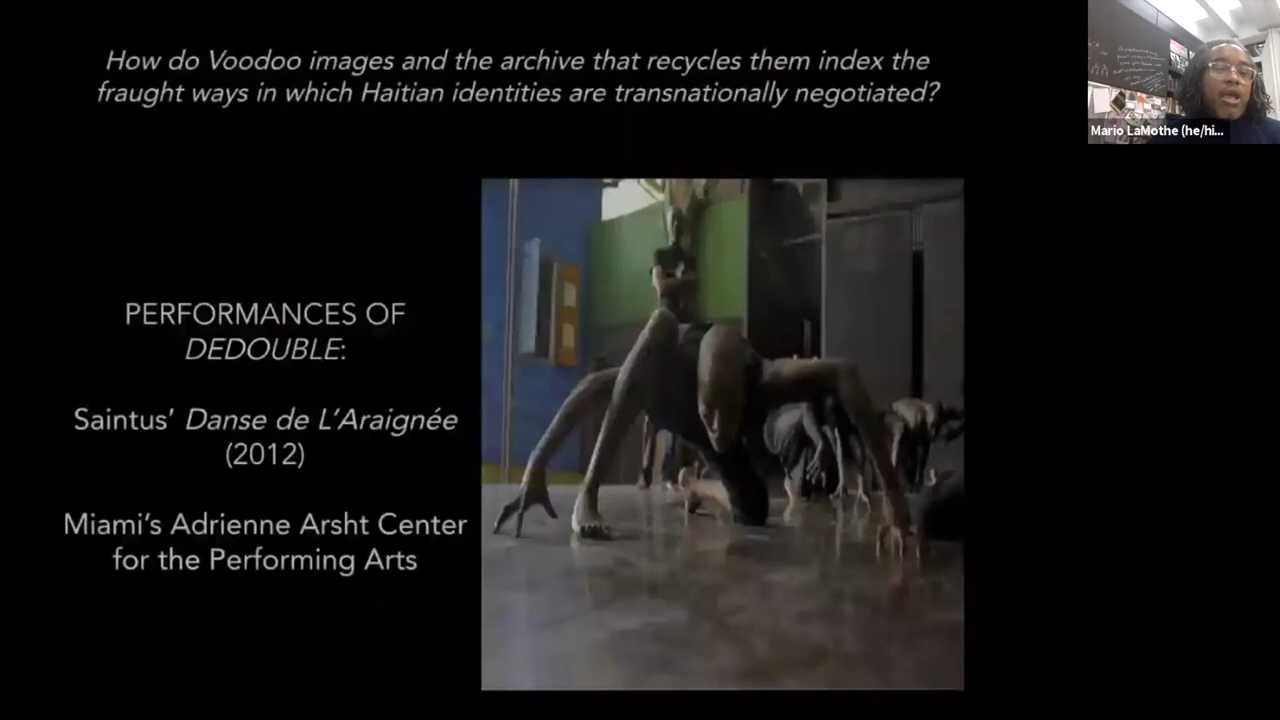 How do Voodoo images and the archive that recycles them index the
fraught ways in which Haitian identities are transnationally negotiated?
Mario LaMothe (he/hi...
PERFORMANCES OF
DEDOUBLE:
Saintus’ Danse de L’Araignée
(2012)
Miami’s Adrienne Arsht Center
for the Performing Arts